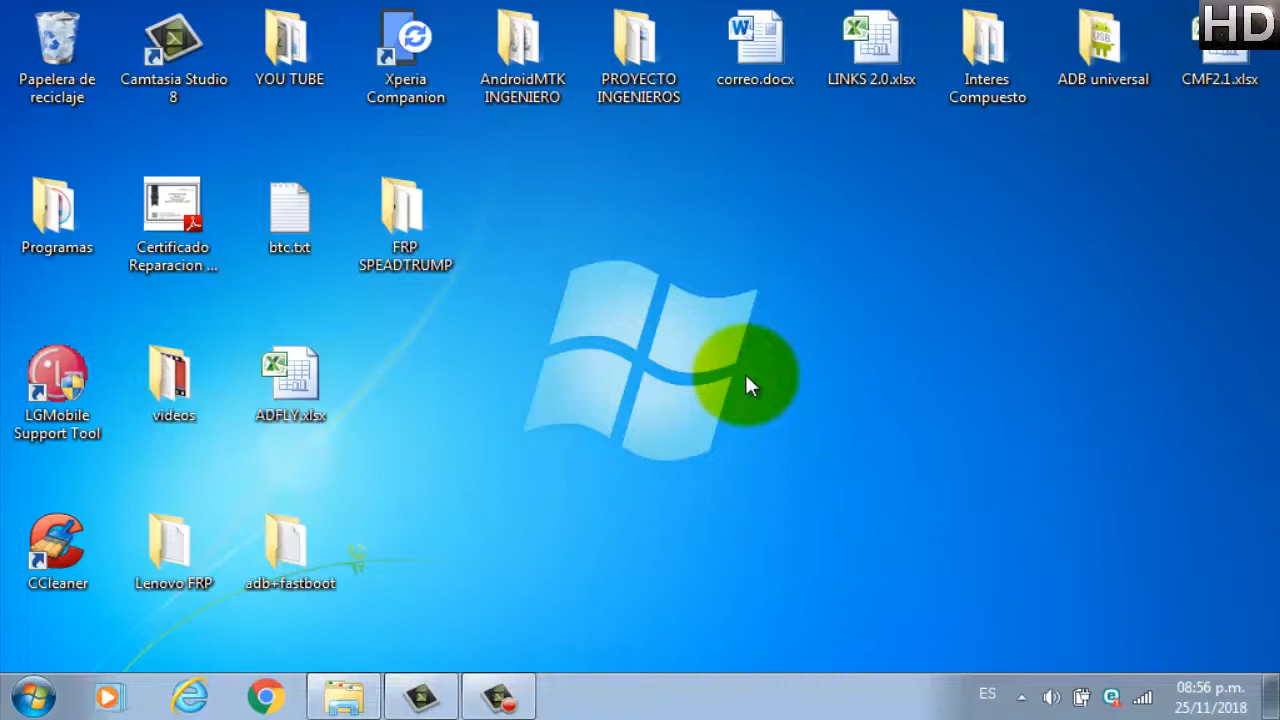 HD
Papelera de
reciclaje
Camtasia Studio
8
YOU TUBE
Xperia
Companion
AndroidMTK
INGENIERO
PROYECTO
INGENIEROS
correo.docx
LINKS 2.0.xlsx
Interes
Compuesto
USB
ADB universal
CMF2.1.xlsx
Programas
Certificado
Reparacion ...
btc.txt
FRP
SPEADTRUMP
LGMobile
Support Tool
videos
ADFLY.xlsx
CCleaner
Lenovo FRP
adb+fastboot
ES
08:56 p.m.
25/11/2018